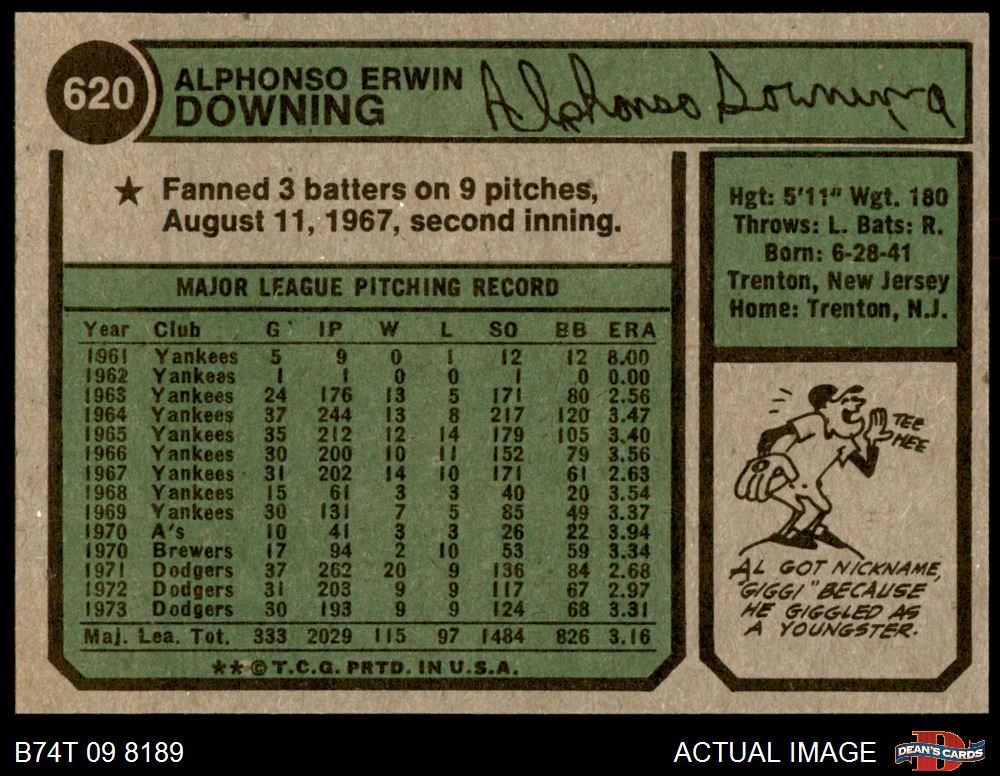 620
ALPHONSO ERWIN
DOWNING
Alphonso Downing
★ Fanned 3 batters on 9 pitches,
August 11, 1967, second inning.
MAJOR LEAGUE PITCHING RECORD
Year Club G IP W L SO BB ERA
1961 Yankees 5 9 0 1 12 12 8.00
1962 Yankees 1 1 0 0 1 0 0.00
1963 Yankees 24 176 13 5 171 80 2.56
1964 Yankees 37 244 13 8 217 120 3.47
1965 Yankees 35 212 12 14 179 105 3.40
1966 Yankees 30 200 10 11 152 79 3.56
1967 Yankees 31 202 14 10 171 61 2.63
1968 Yankees 15 61 3 3 40 20 3.54
1969 Yankees 30 131 7 5 85 49 3.37
1970 A's 10 41 3 3 26 22 3.94
1970 Brewers 17 94 2 10 53 59 3.34
1971 Dodgers 37 262 20 9 136 84 2.68
1972 Dodgers 31 203 9 9 117 67 2.97
1973 Dodgers 30 193 9 9 124 68 3.31
Maj. Lea. Tot. 333 2029 115 97 1484 826 3.16
**©T.C.G. PRTD. IN U.S.A.
Hgt: 5'11" Wgt. 180
Throws: L. Bats: R.
Born: 6-28-41
Trenton, New Jersey
Home: Trenton, N.J.
TEE
HEE
AL GOT NICKNAME,
"GIGGI" BECAUSE
HE GIGGLED AS
A YOUNGSTER.
B74T 09 8189
ACTUAL IMAGE
DEAN'S CARDS